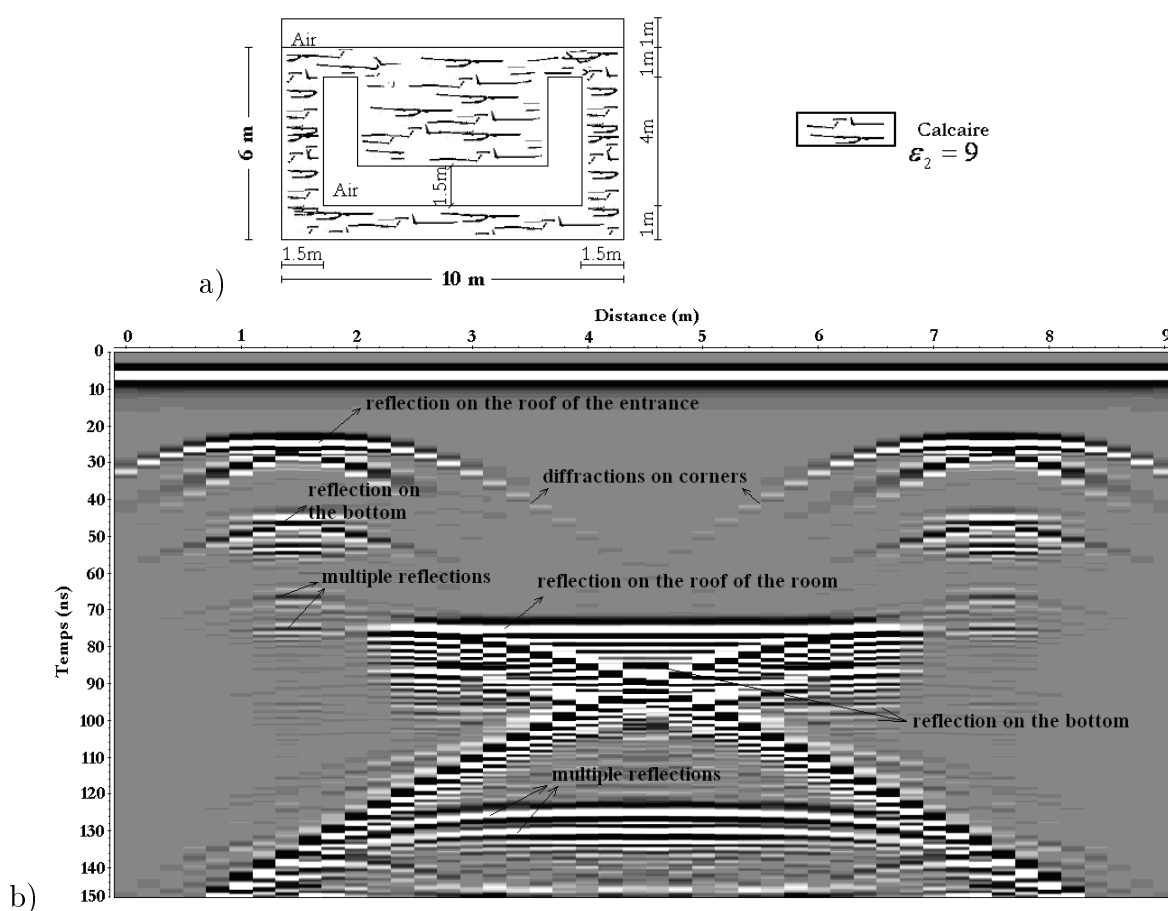 Air
1m
1m
6 m
4m
Air
1.5m
1m
1.5m
1.5m
10 m
a)
Calcaire
ε₂ = 9
Distance (m)
0 1 2 3 4 5 6 7 8 9
Temps (ns)
0
10
20
30
40
50
60
70
80
90
100
110
120
130
140
150
reflection on the roof of the entrance
diffractions on corners
reflection on
the bottom
multiple reflections
reflection on the roof of the room
reflection on the bottom
multiple reflections
b)